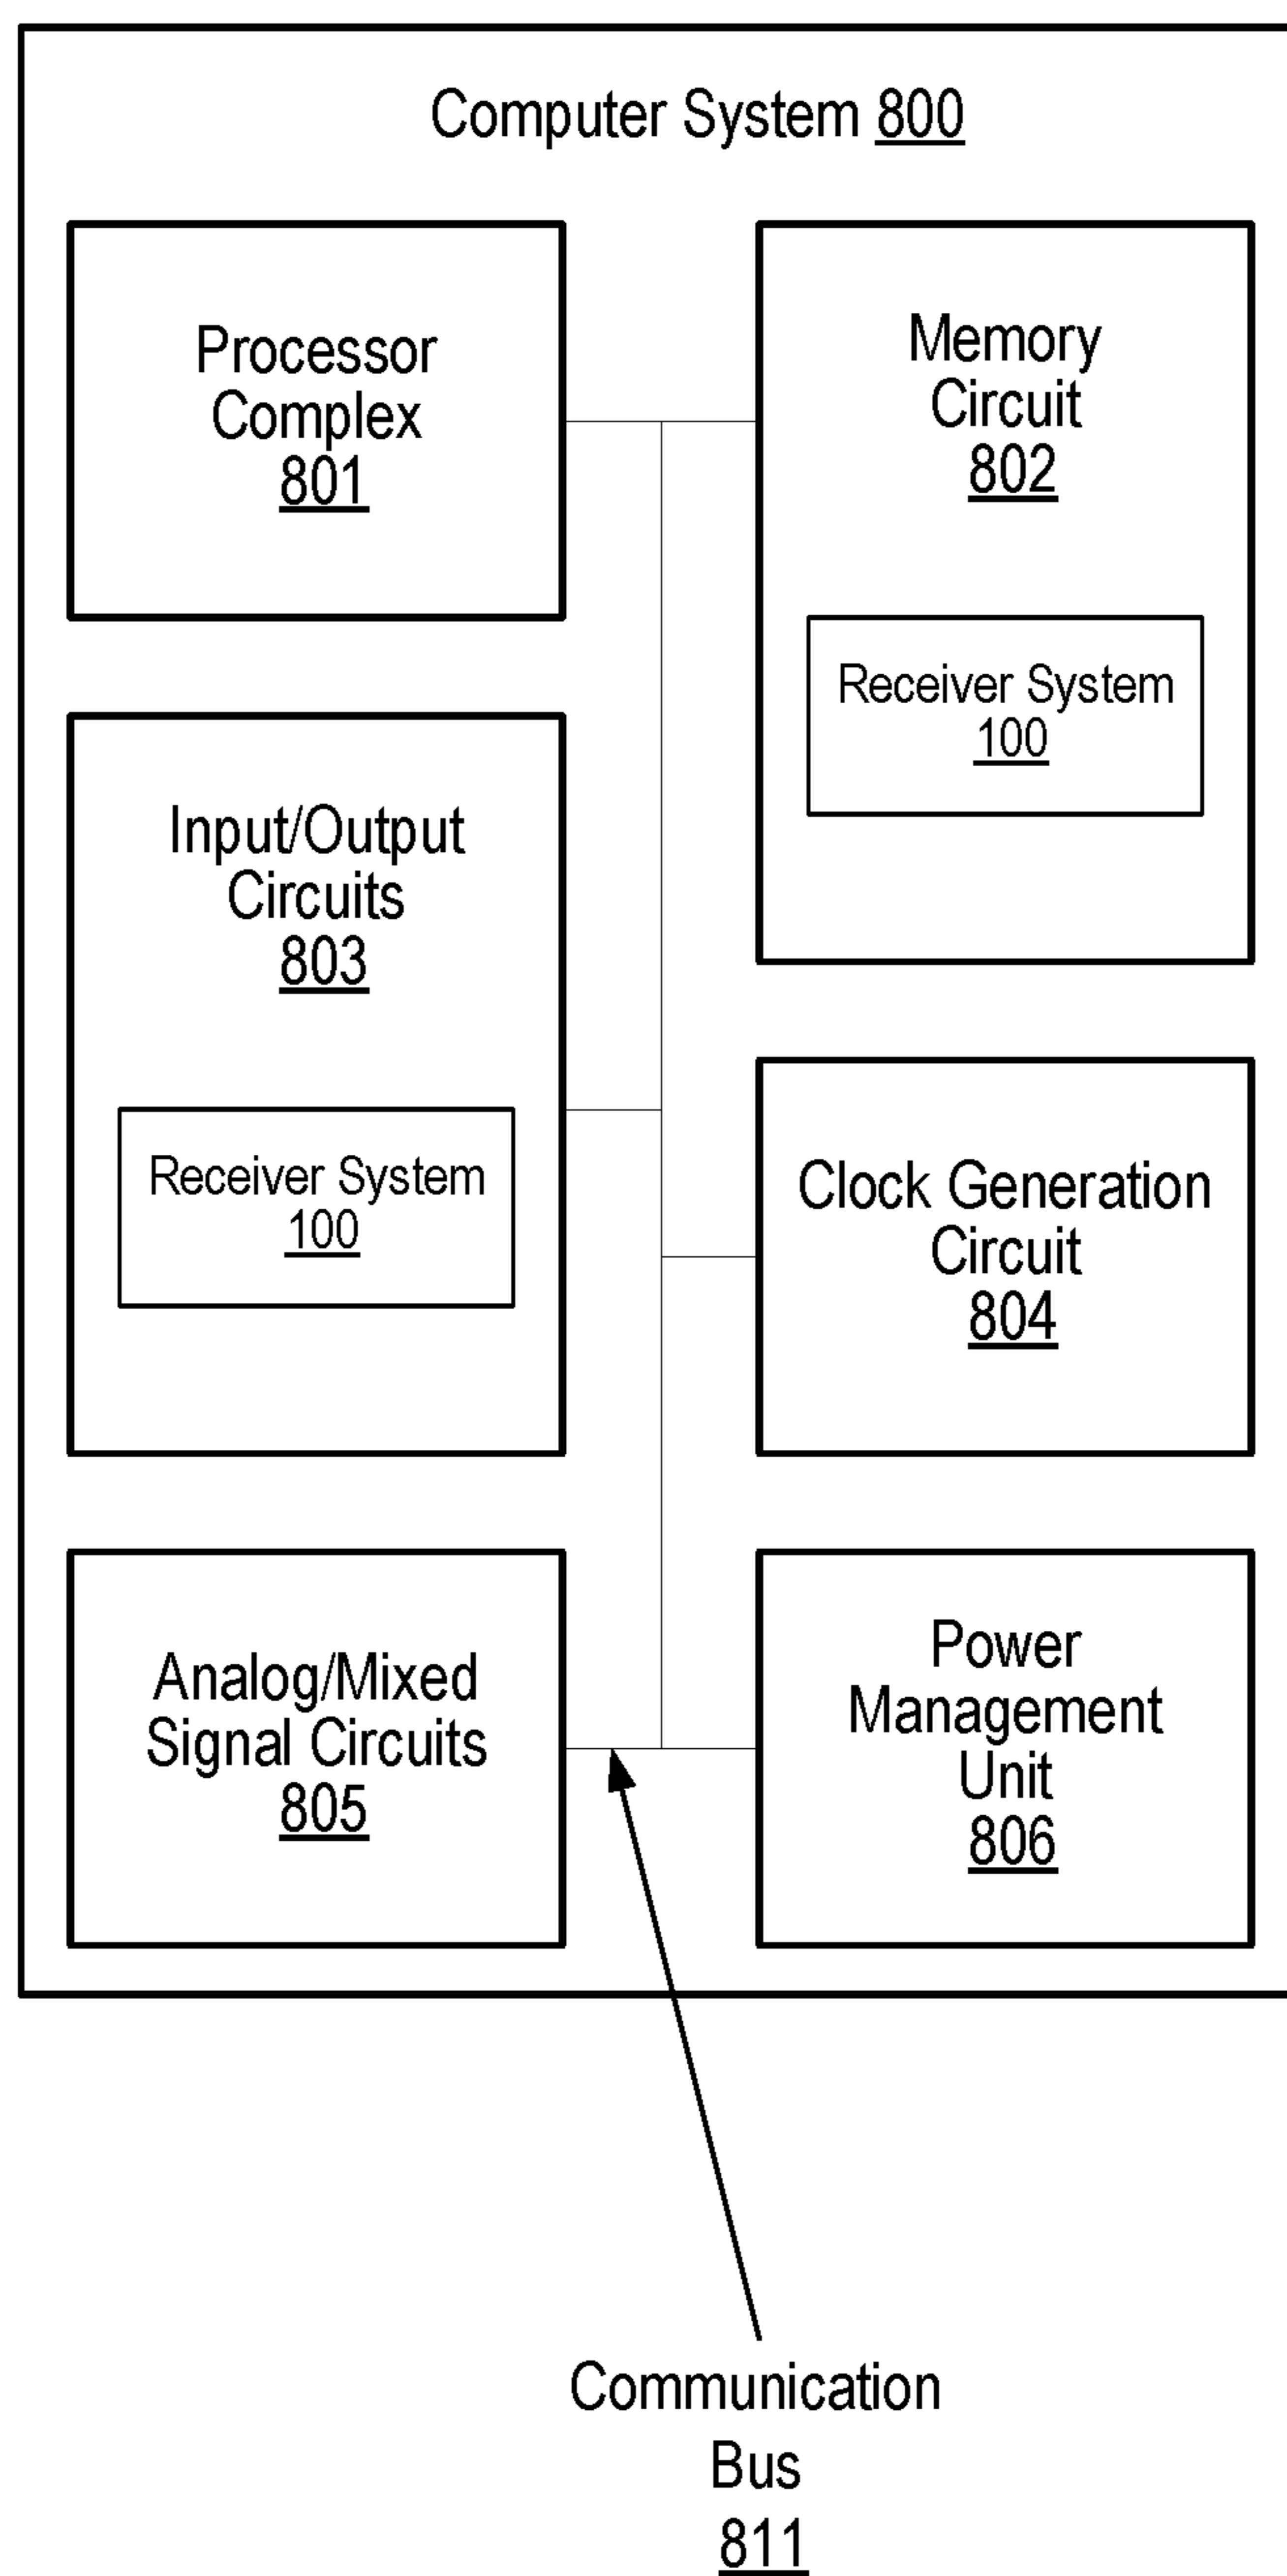 Computer System 800
Processor
Complex
801
Memory
Circuit
802
Receiver System
100
Input/Output
Circuits
803
Receiver System
100
Clock Generation
Circuit
804
Analog/Mixed
Signal Circuits
805
Power
Management
Unit
806
Communication
Bus
811